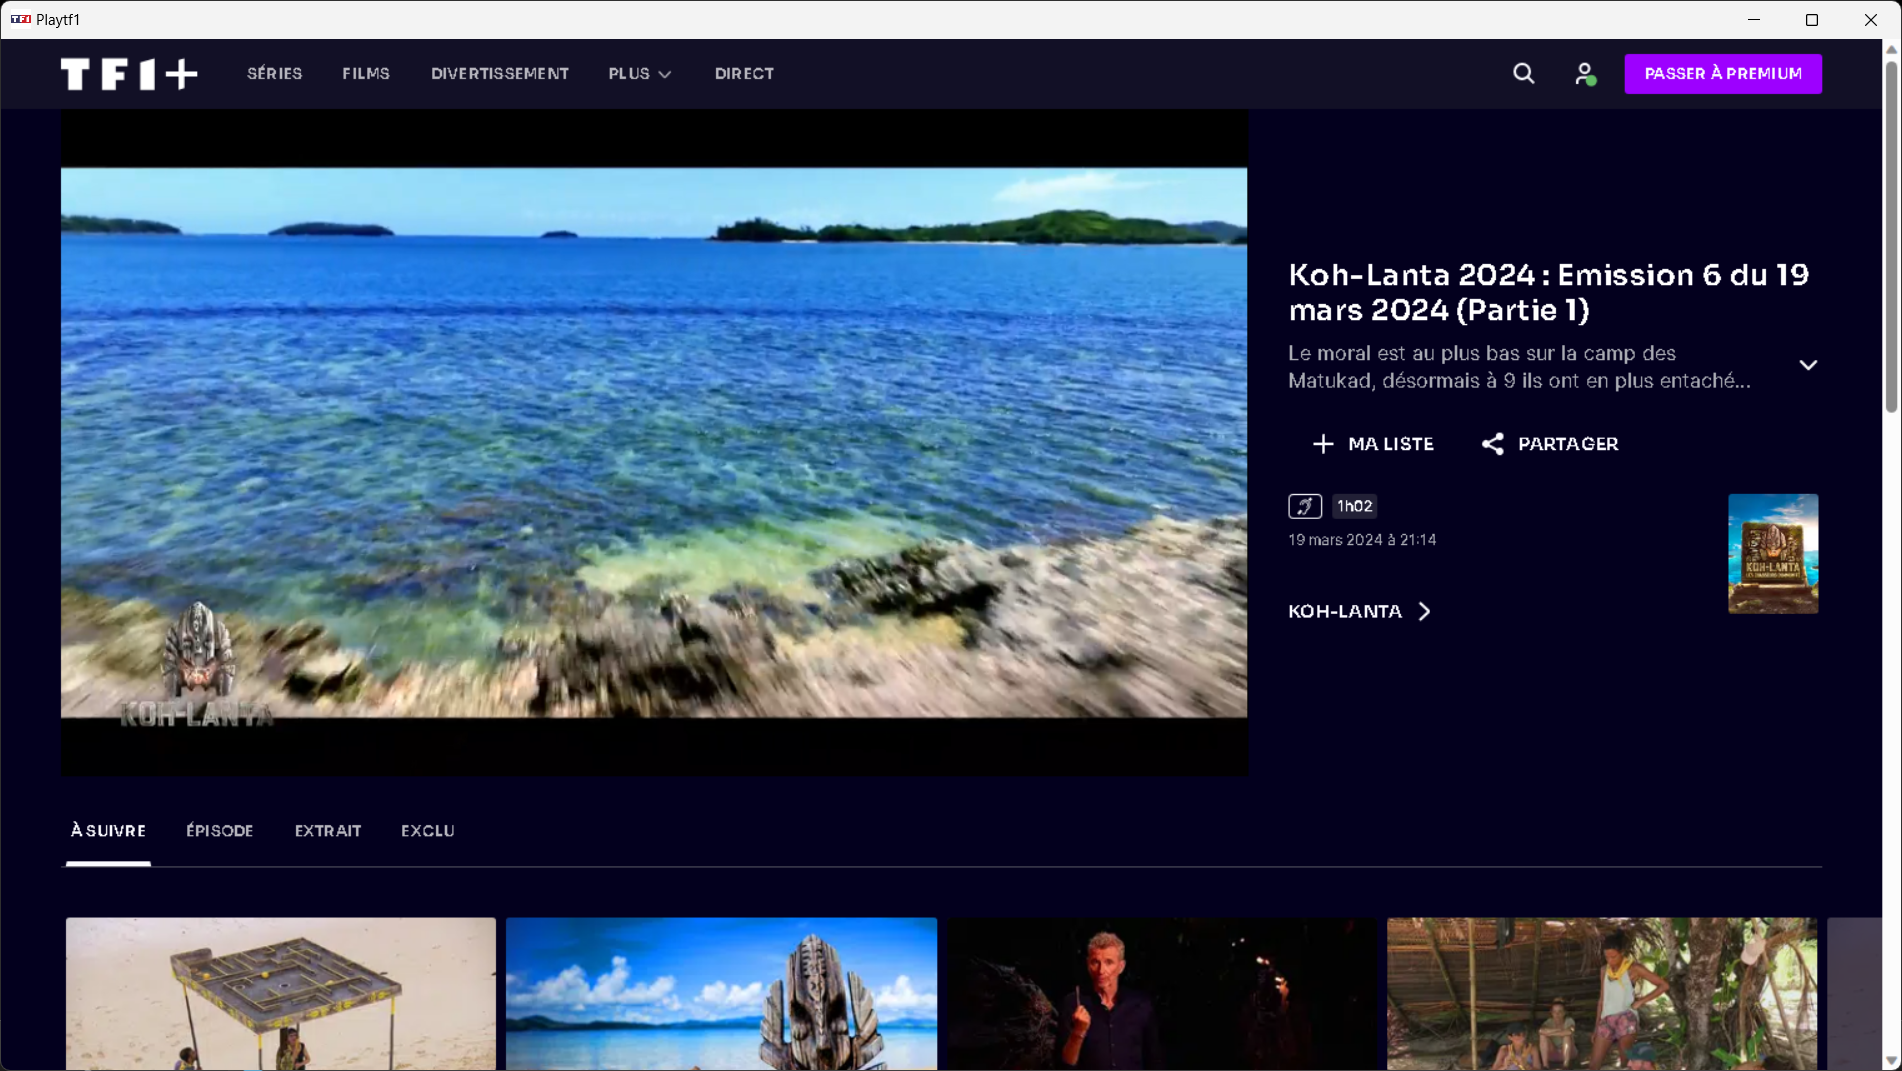 Playtf1
TF1+
SÉRIES
FILMS
DIVERTISSEMENT
PLUS
DIRECT
PASSER À PREMIUM
KOH-LANTA
Koh-Lanta 2024 : Emission 6 du 19
mars 2024 (Partie 1)
Le moral est au plus bas sur la camp des
Matukad, désormais à 9 ils ont en plus entaché...
MA LISTE
PARTAGER
1h02
19 mars 2024 à 21:14
KOH-LANTA
KOH-LANTA
À SUIVRE
ÉPISODE
EXTRAIT
EXCLU